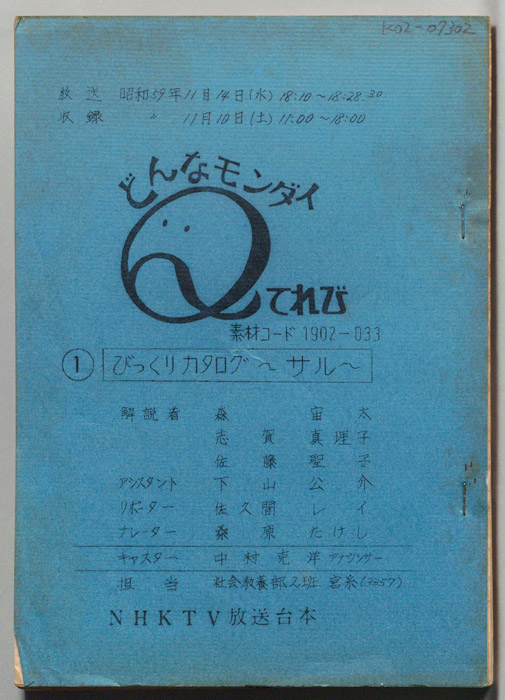 K02-07302
放送 昭和59年11月14日(水) 18:10〜18:28.30
収録 〃 11月10日(土) 11:00〜18:00
どんなモンダイ
Qてれび
素材コード 1902-033
① びっくりカタログ〜サル〜
解説者 森 宙太
志賀真理子
佐藤聖子
アシスタント 下山公介
リポーター 佐久間レイ
ナレーター 桑原たけし
キャスター 中村克洋アナウンサー
担当 社会教養部2班 宮糸(3357)
NHKTV放送台本